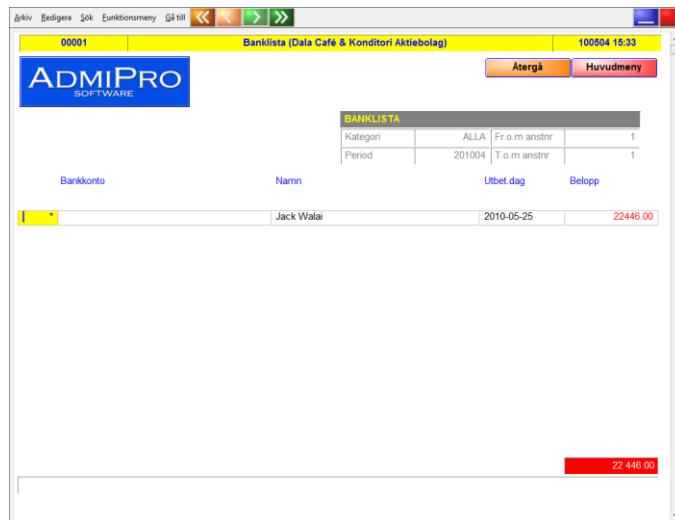 Arkiv Redigera Sök Funktionsmeny Gå till
00001 Banklista (Dala Café & Konditori Aktiebolag) 100504 15:33
Återgå Huvudmeny
ADMIPRO
SOFTWARE
BANKLISTA
Kategori ALLA Fr.o.m anstnr 1
Period 201004 T.o.m anstnr 1
Bankkonto Namn Utbet.dag Belopp
* Jack Walai 2010-05-25 22446.00
22 446.00